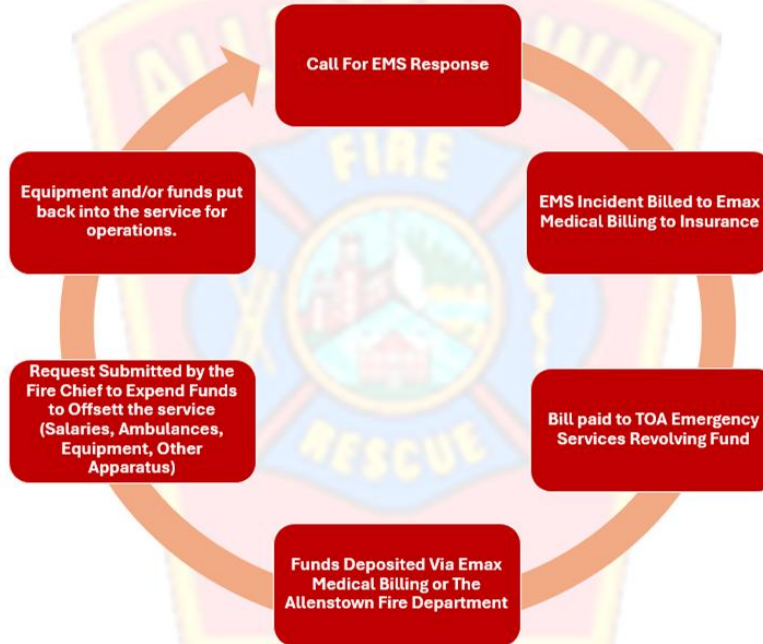 ALLENSTOWN
FIRE
RESCUE
Call For EMS Response
EMS Incident Billed to Emax
Medical Billing to Insurance
Bill paid to TOA Emergency
Services Revolving Fund
Funds Deposited Via Emax
Medical Billing or The
Allenstown Fire Department
Request Submitted by the
Fire Chief to Expend Funds
to Offsett the service
(Salaries, Ambulances,
Equipment, Other
Apparatus)
Equipment and/or funds put
back into the service for
operations.